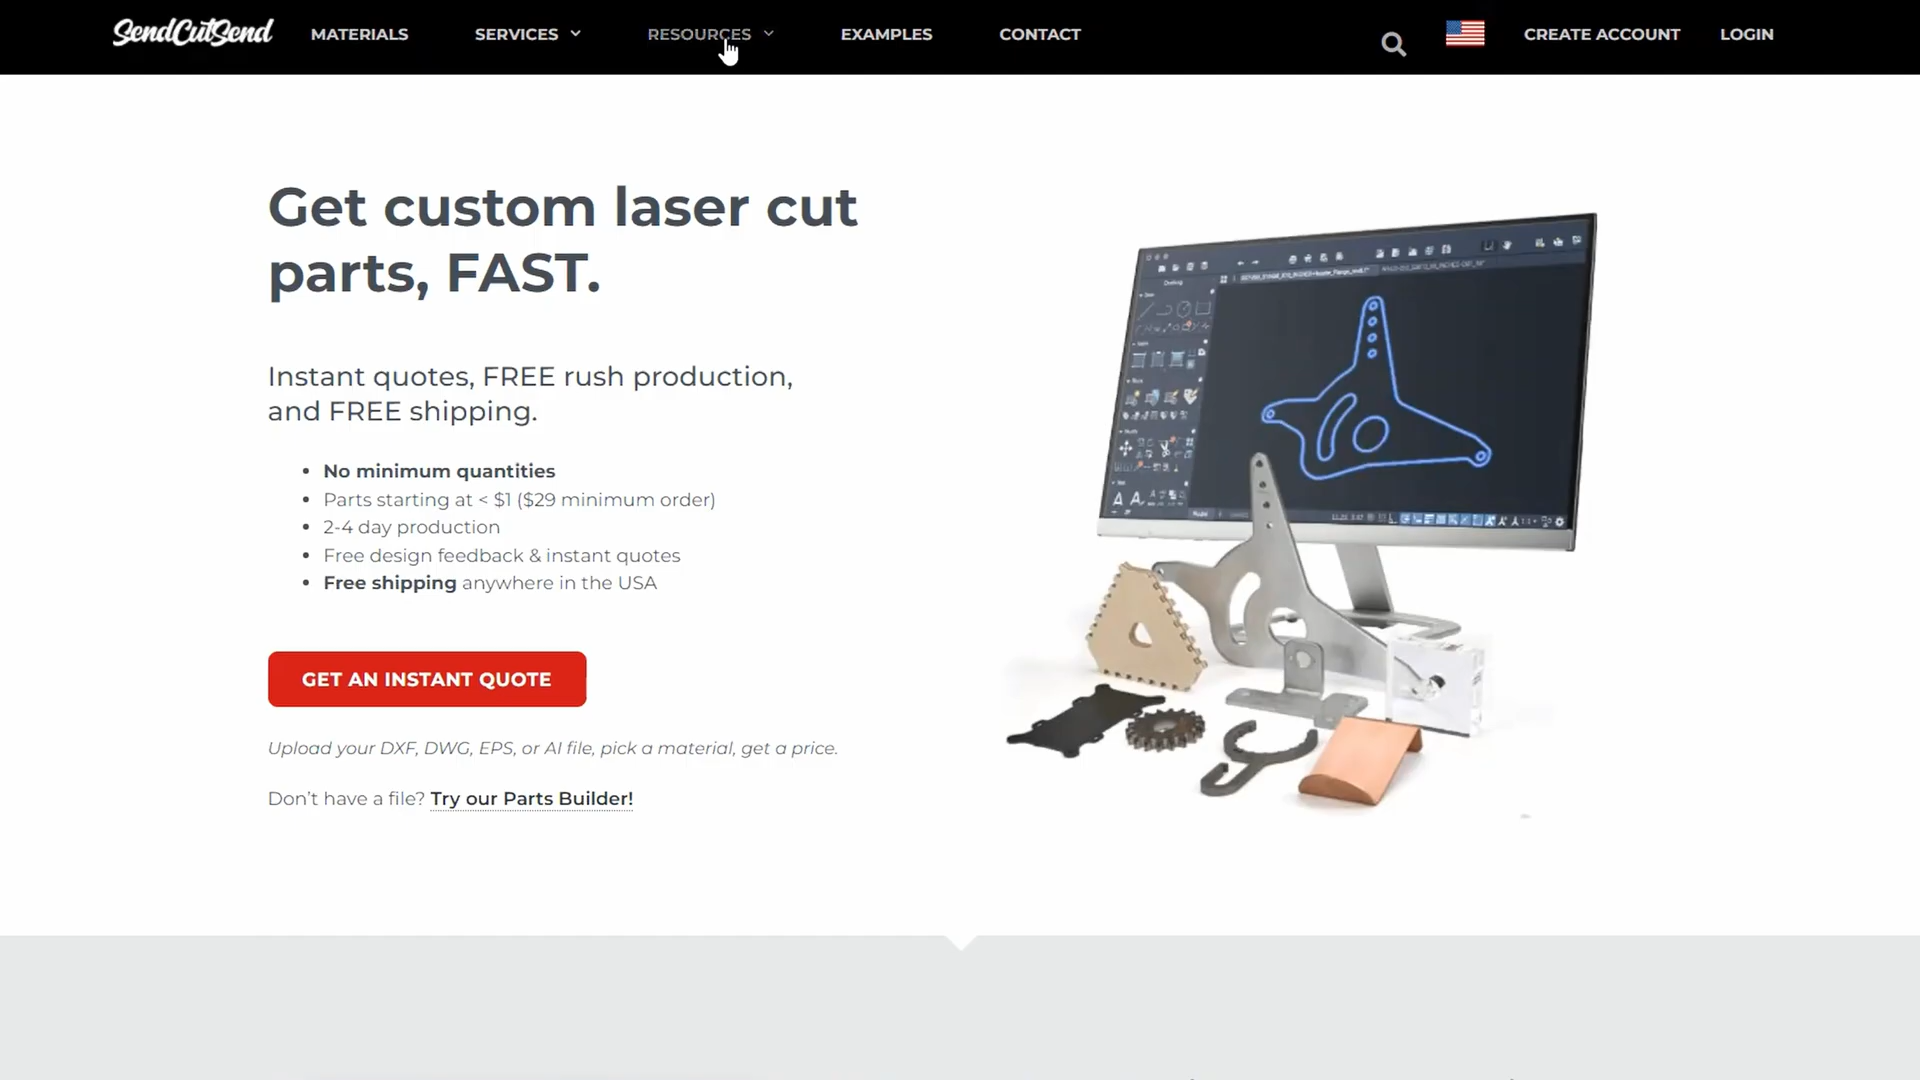 SendCutSend MATERIALS SERVICES RESOURCES EXAMPLES CONTACT CREATE ACCOUNT LOGIN
Get custom laser cut
parts, FAST.
Instant quotes, FREE rush production,
and FREE shipping.
• No minimum quantities
• Parts starting at < $1 ($29 minimum order)
• 2-4 day production
• Free design feedback & instant quotes
• Free shipping anywhere in the USA
GET AN INSTANT QUOTE
Upload your DXF, DWG, EPS, or AI file, pick a material, get a price.
Don’t have a file? Try our Parts Builder!